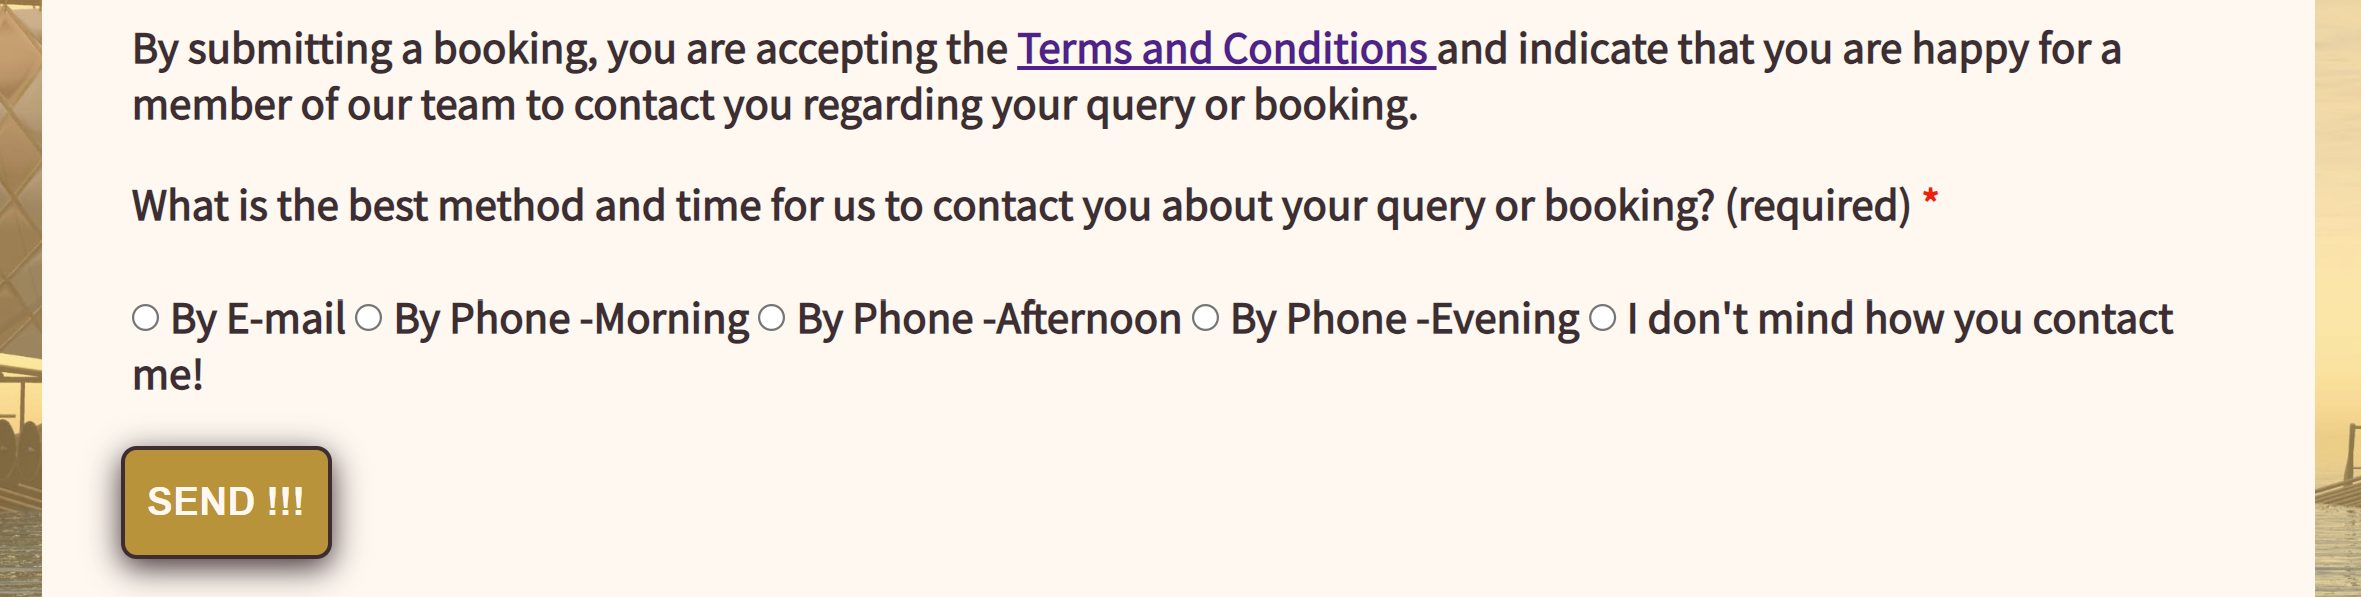 By submitting a booking, you are accepting the Terms and Conditions and indicate that you are happy for a
member of our team to contact you regarding your query or booking.
What is the best method and time for us to contact you about your query or booking? (required) *
By E-mail By Phone -Morning By Phone -Afternoon By Phone -Evening I don't mind how you contact
me!
SEND !!!